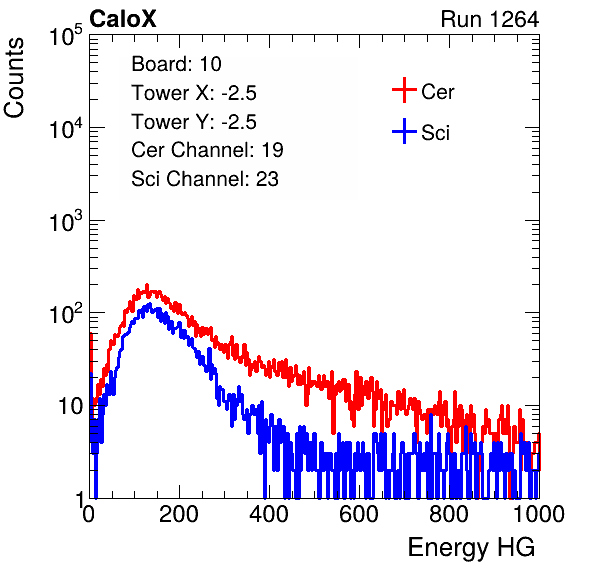 CaloX Run 1264
Counts
Board: 10
Tower X: -2.5
Tower Y: -2.5
Cer Channel: 19
Sci Channel: 23
Cer
Sci
10^5
10^4
10^3
10^2
10
1
0 200 400 600 800 1000
Energy HG